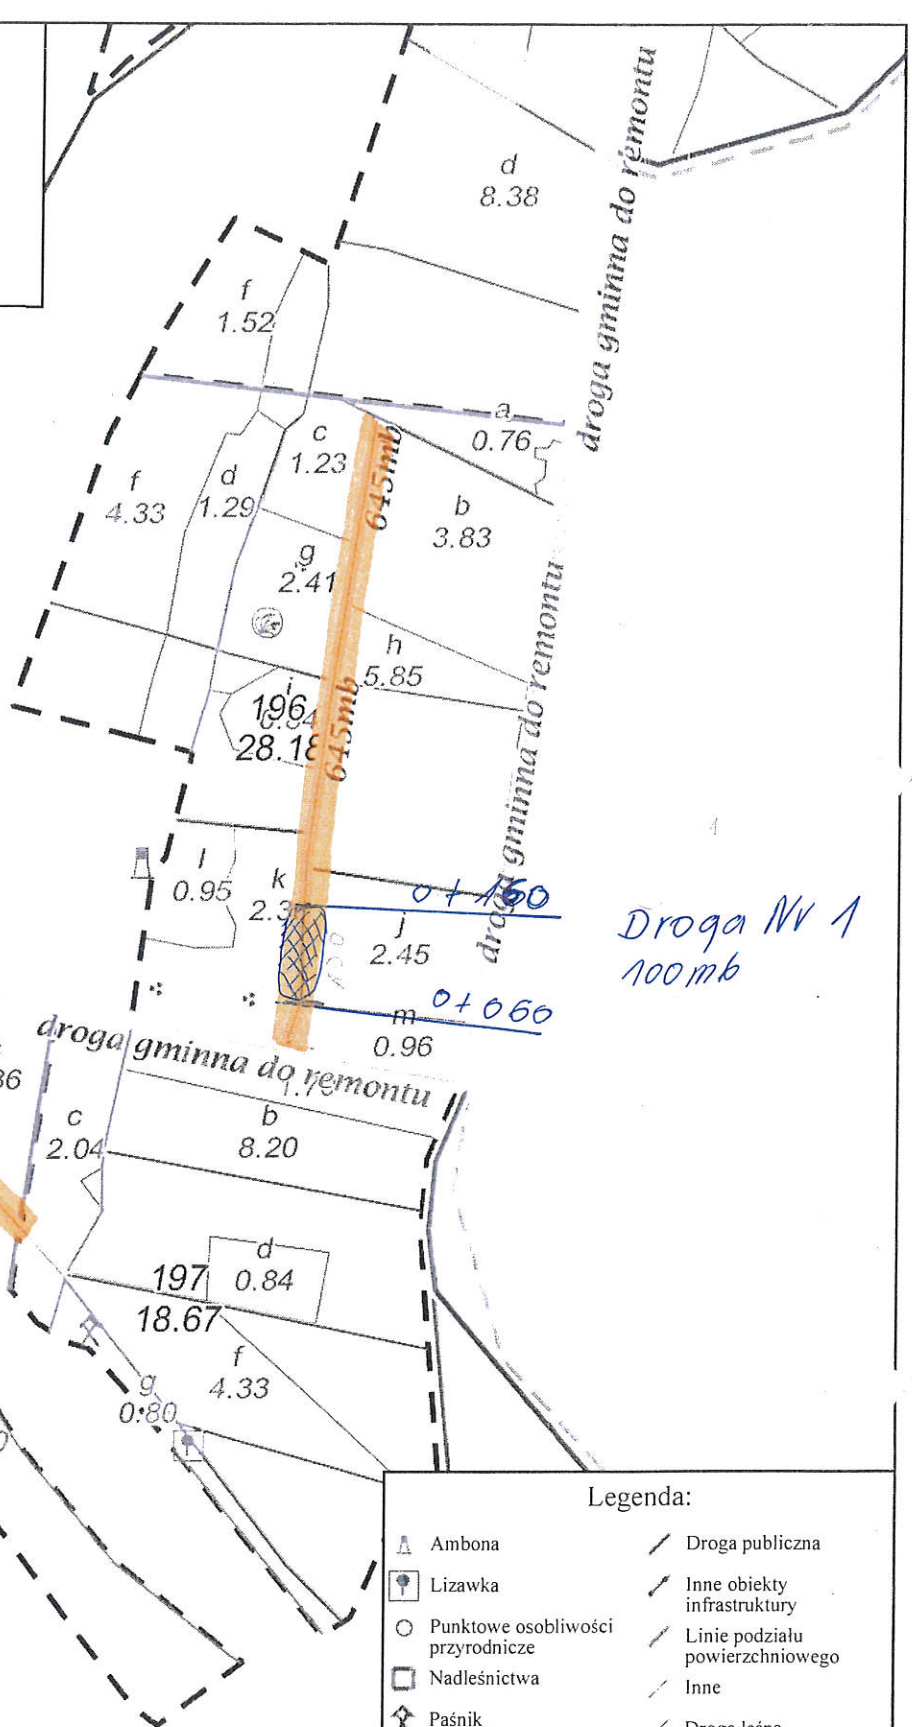 d
8.38
droga gminna do remontu
f
1.52
a
0.76
c
1.23
645mb
d
1.29
f
4.33
b
3.83
g
2.41
h
5.85
droga gminna do remontu
645mb
196
28.18
l
0.95
k
0+160
j
2.45
Droga Nr 1
100mb
0+060
m
0.96
droga gminna do remontu
c
2.04
b
8.20
d
0.84
197
18.67
f
4.33
g
0.80
Legenda:
Ambona
Lizawka
Punktowe osobliwości
przyrodnicze
Nadleśnictwa
Paśnik
Droga publiczna
Inne obiekty
infrastruktury
Linie podziału
powierzchniowego
Inne
Droga leśna